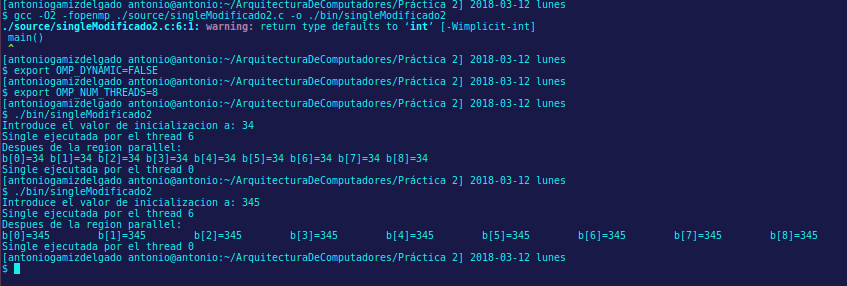 [antoniogamizdelgado antonio@antonio:~/ArquitecturaDeComputadores/Práctica 2] 2018-03-12 lunes
$ gcc -O2 -fopenmp ./source/singleModificado2.c -o ./bin/singleModificado2
./source/singleModificado2.c:6:1: warning: return type defaults to ‘int’ [-Wimplicit-int]
main()
^
[antoniogamizdelgado antonio@antonio:~/ArquitecturaDeComputadores/Práctica 2] 2018-03-12 lunes
$ export OMP_DYNAMIC=FALSE
[antoniogamizdelgado antonio@antonio:~/ArquitecturaDeComputadores/Práctica 2] 2018-03-12 lunes
$ export OMP_NUM_THREADS=8
[antoniogamizdelgado antonio@antonio:~/ArquitecturaDeComputadores/Práctica 2] 2018-03-12 lunes
$ ./bin/singleModificado2
Introduce el valor de inicializacion a: 34
Single ejecutada por el thread 6
Despues de la region parallel:
b[0]=34 b[1]=34 b[2]=34 b[3]=34 b[4]=34 b[5]=34 b[6]=34 b[7]=34 b[8]=34
Single ejecutada por el thread 0
[antoniogamizdelgado antonio@antonio:~/ArquitecturaDeComputadores/Práctica 2] 2018-03-12 lunes
$ ./bin/singleModificado2
Introduce el valor de inicializacion a: 345
Single ejecutada por el thread 6
Despues de la region parallel:
b[0]=345 b[1]=345 b[2]=345 b[3]=345 b[4]=345 b[5]=345 b[6]=345 b[7]=345 b[8]=345
Single ejecutada por el thread 0
[antoniogamizdelgado antonio@antonio:~/ArquitecturaDeComputadores/Práctica 2] 2018-03-12 lunes
$